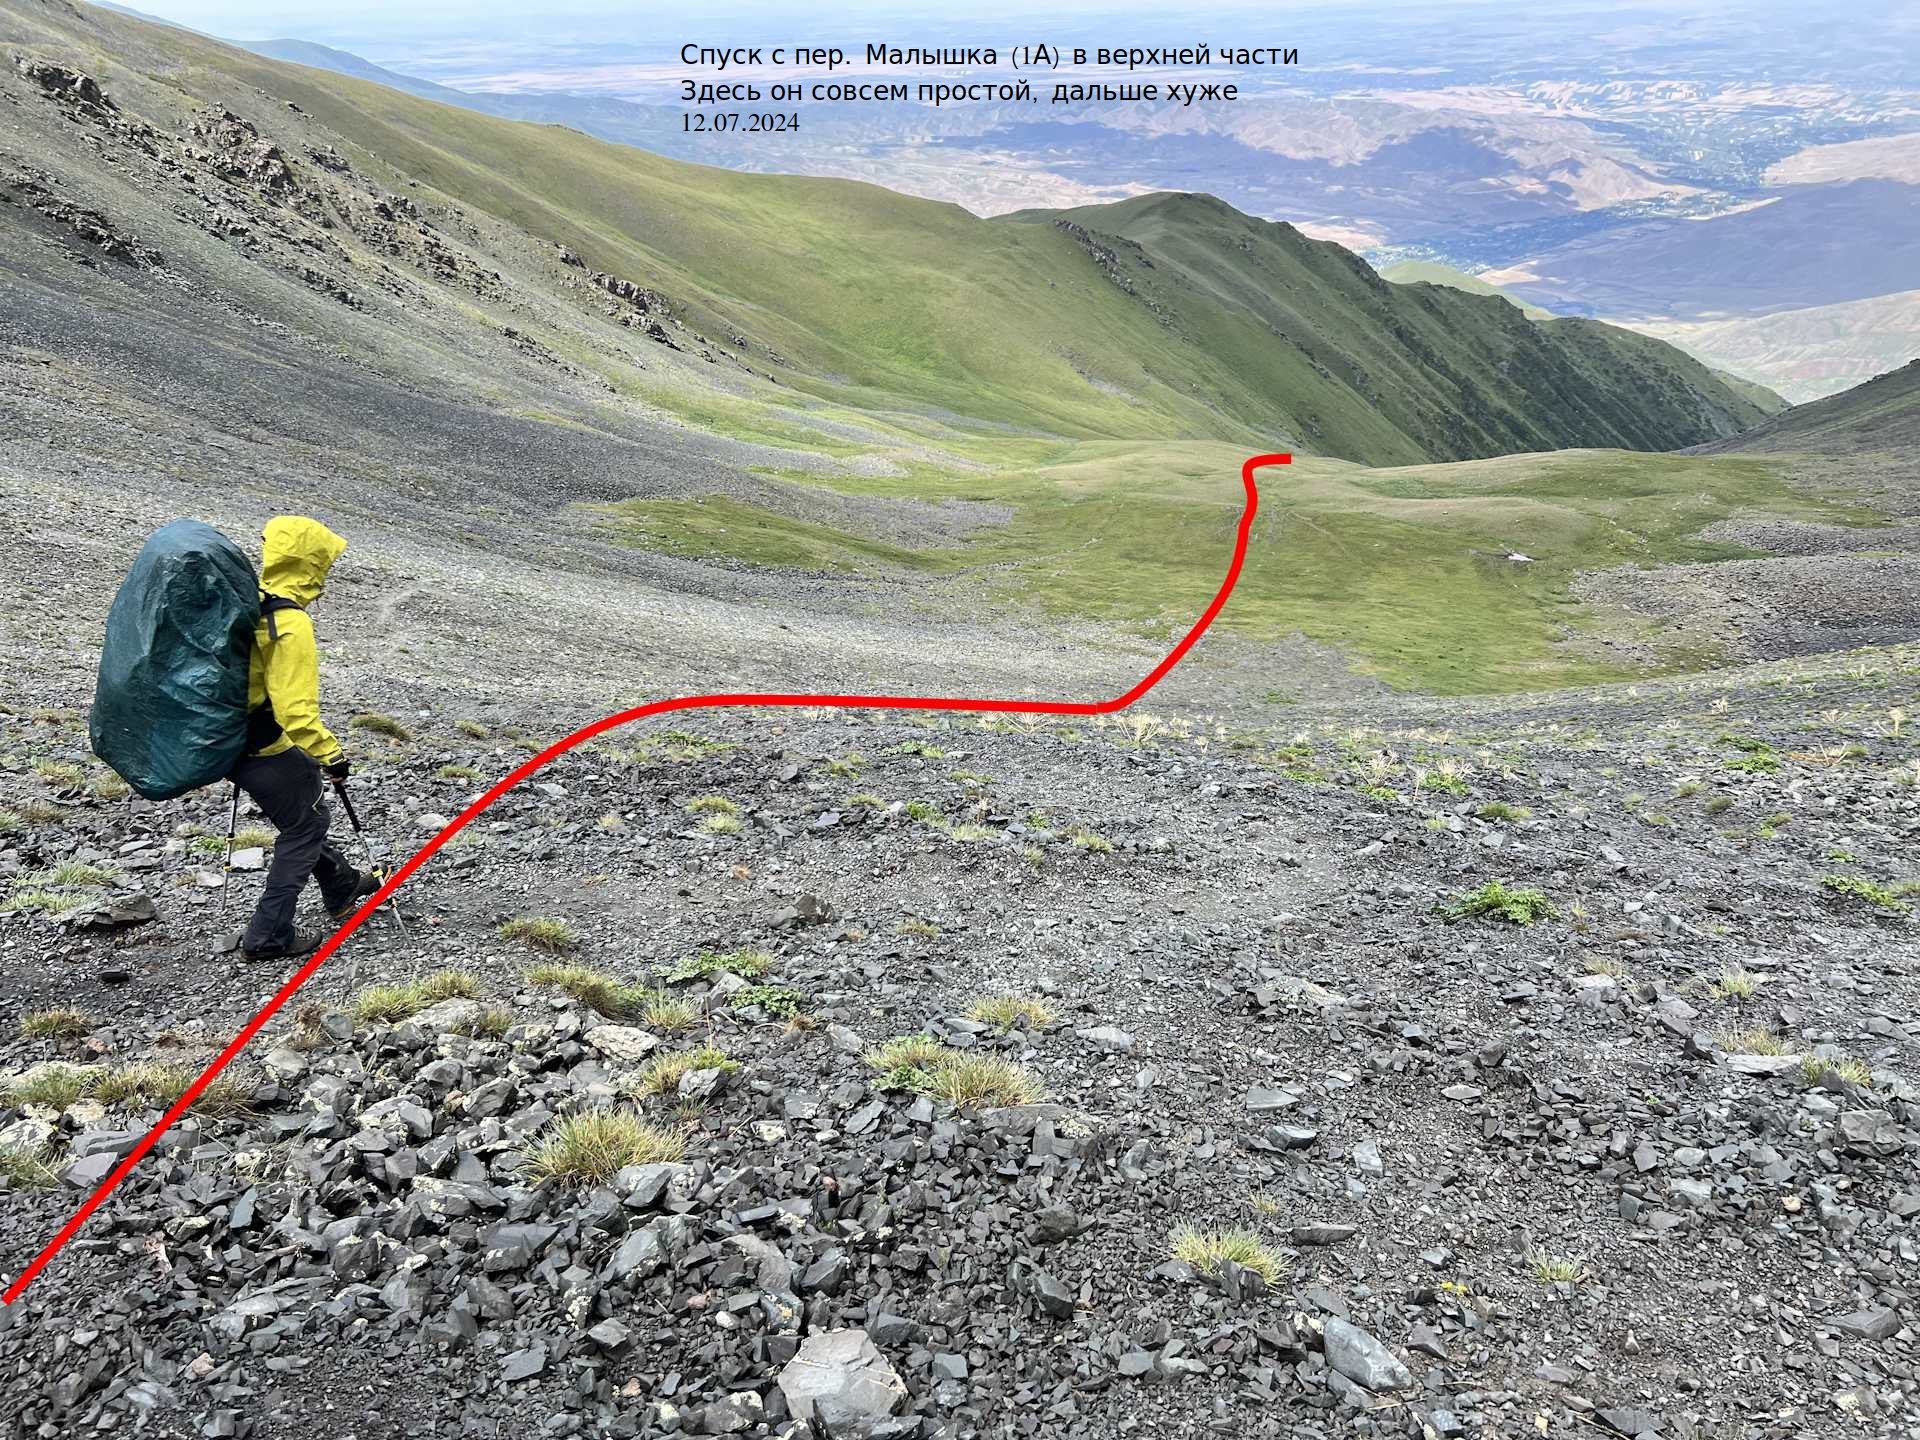 Спуск с пер. Малышка (1А) в верхней части
Здесь он совсем простой, дальше хуже
12.07.2024